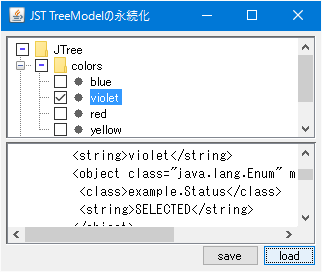 JST TreeModelの永続化
JTree
colors
blue
violet
red
yellow
<string>violet</string>
<object class="java.lang.Enum" m
<class>example.Status</class>
<string>SELECTED</string>
</object>
save load